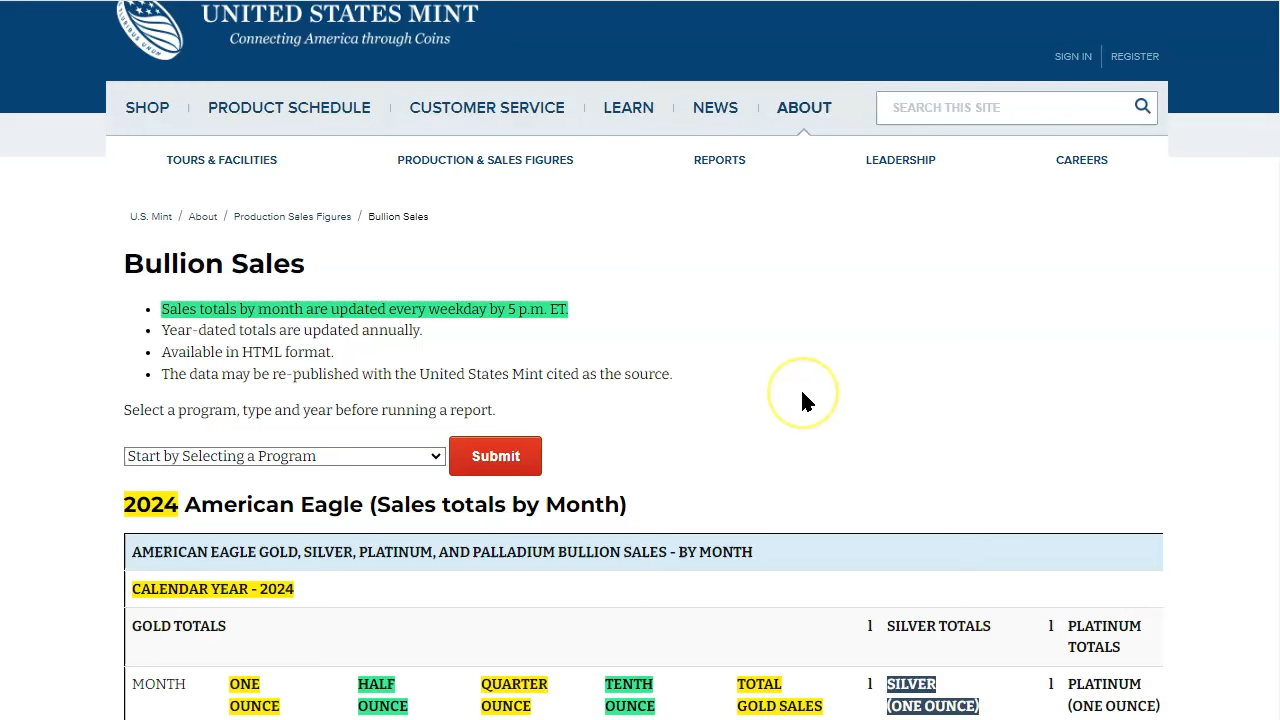 UNITED STATES MINT
Connecting America through Coins
SIGN IN | REGISTER
SHOP | PRODUCT SCHEDULE | CUSTOMER SERVICE | LEARN | NEWS | ABOUT
SEARCH THIS SITE
TOURS & FACILITIES PRODUCTION & SALES FIGURES REPORTS LEADERSHIP CAREERS
U.S. Mint / About / Production Sales Figures / Bullion Sales
Bullion Sales
• Sales totals by month are updated every weekday by 5 p.m. ET.
• Year-dated totals are updated annually.
• Available in HTML format.
• The data may be re-published with the United States Mint cited as the source.
Select a program, type and year before running a report.
Start by Selecting a Program Submit
2024 American Eagle (Sales totals by Month)
AMERICAN EAGLE GOLD, SILVER, PLATINUM, AND PALLADIUM BULLION SALES - BY MONTH
CALENDAR YEAR - 2024
GOLD TOTALS l SILVER TOTALS l PLATINUM
TOTALS
MONTH ONE HALF QUARTER TENTH TOTAL l SILVER l PLATINUM
OUNCE OUNCE OUNCE OUNCE GOLD SALES (ONE OUNCE) (ONE OUNCE)